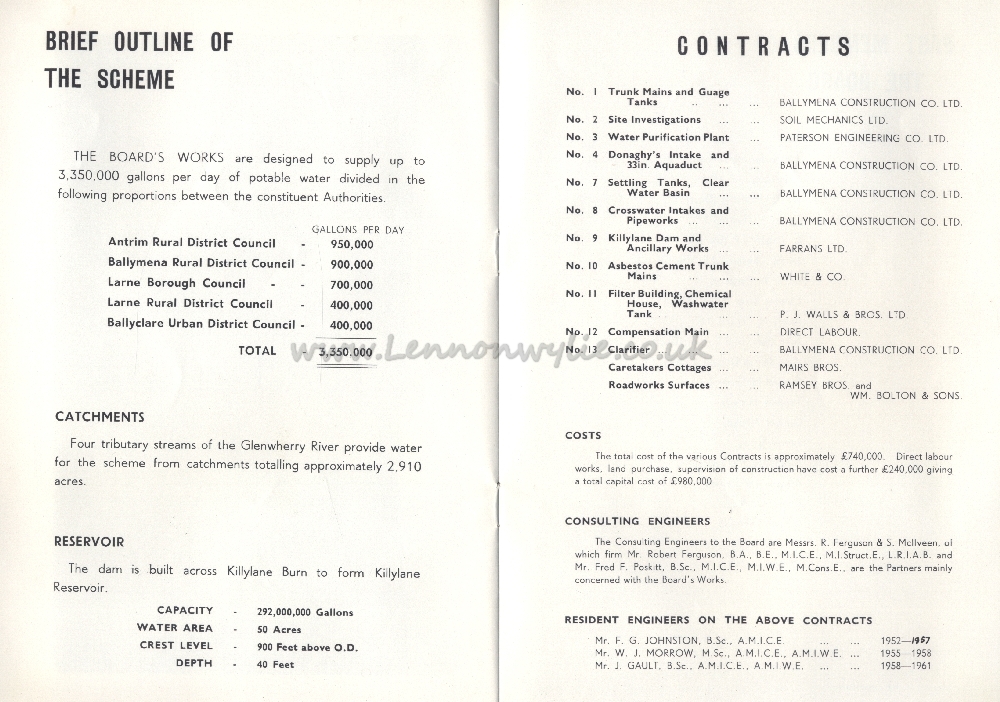 BRIEF OUTLINE OF
THE SCHEME
THE BOARD'S WORKS are designed to supply up to
3,350,000 gallons per day of potable water divided in the
following proportions between the constituent Authorities.
GALLONS PER DAY
Antrim Rural District Council - 950,000
Ballymena Rural District Council - 900,000
Larne Borough Council - - 700,000
Larne Rural District Council - 400,000
Ballyclare Urban District Council - 400,000
TOTAL - 3,350,000
CATCHMENTS
Four tributary streams of the Glenwherry River provide water
for the scheme from catchments totalling approximately 2,910
acres.
RESERVOIR
The dam is built across Killylane Burn to form Killylane
Reservoir.
CAPACITY - 292,000,000 Gallons
WATER AREA - 50 Acres
CREST LEVEL - 900 Feet above O.D.
DEPTH - 40 Feet
www.Lennonwylie.co.uk
CONTRACTS
No. 1 Trunk Mains and Guage
Tanks ... ... ... BALLYMENA CONSTRUCTION CO. LTD.
No. 2 Site Investigations ... ... SOIL MECHANICS LTD.
No. 3 Water Purification Plant ... PATERSON ENGINEERING CO. LTD.
No. 4 Donaghy's Intake and
33in. Aquaduct ... ... BALLYMENA CONSTRUCTION CO. LTD.
No. 7 Settling Tanks, Clear
Water Basin ... ... BALLYMENA CONSTRUCTION CO. LTD.
No. 8 Crosswater Intakes and
Pipeworks ... ... ... BALLYMENA CONSTRUCTION CO. LTD.
No. 9 Killylane Dam and
Ancillary Works ... ... FARRANS LTD.
No. 10 Asbestos Cement Trunk
Mains ... ... ... WHITE & CO.
No. 11 Filter Building, Chemical
House, Washwater
Tank ... ... ... P. J. WALLS & BROS. LTD
No. 12 Compensation Main ... ... DIRECT LABOUR.
No. 13 Clarifier ... ... ... ... BALLYMENA CONSTRUCTION CO. LTD.
Caretakers Cottages ... ... MAIRS BROS.
Roadworks Surfaces ... ... RAMSEY BROS. and
WM. BOLTON & SONS.
COSTS
The total cost of the various Contracts is approximately £740,000. Direct labour
works, land purchase, supervision of construction have cost a further £240,000 giving
a total capital cost of £980,000
CONSULTING ENGINEERS
The Consulting Engineers to the Board are Messrs. R. Ferguson & S. McIlveen, of
which firm Mr. Robert Ferguson, B.A., B.E., M.I.C.E., M.I.Struct.E., L.R.I.A.B. and
Mr. Fred F. Poskitt, B.Sc., M.I.C.E., M.I.W.E., M.Cons.E., are the Partners mainly
concerned with the Board's Works.
RESIDENT ENGINEERS ON THE ABOVE CONTRACTS
Mr. F. G. JOHNSTON, B.Sc., A.M.I.C.E. ... ... 1952—1957
Mr. W. J. MORROW, M.Sc., A.M.I.C.E., A.M.I.W.E. ... 1955—1958
Mr. J. GAULT, B.Sc., A.M.I.C.E., A.M.I.W.E. ... ... 1958—1961